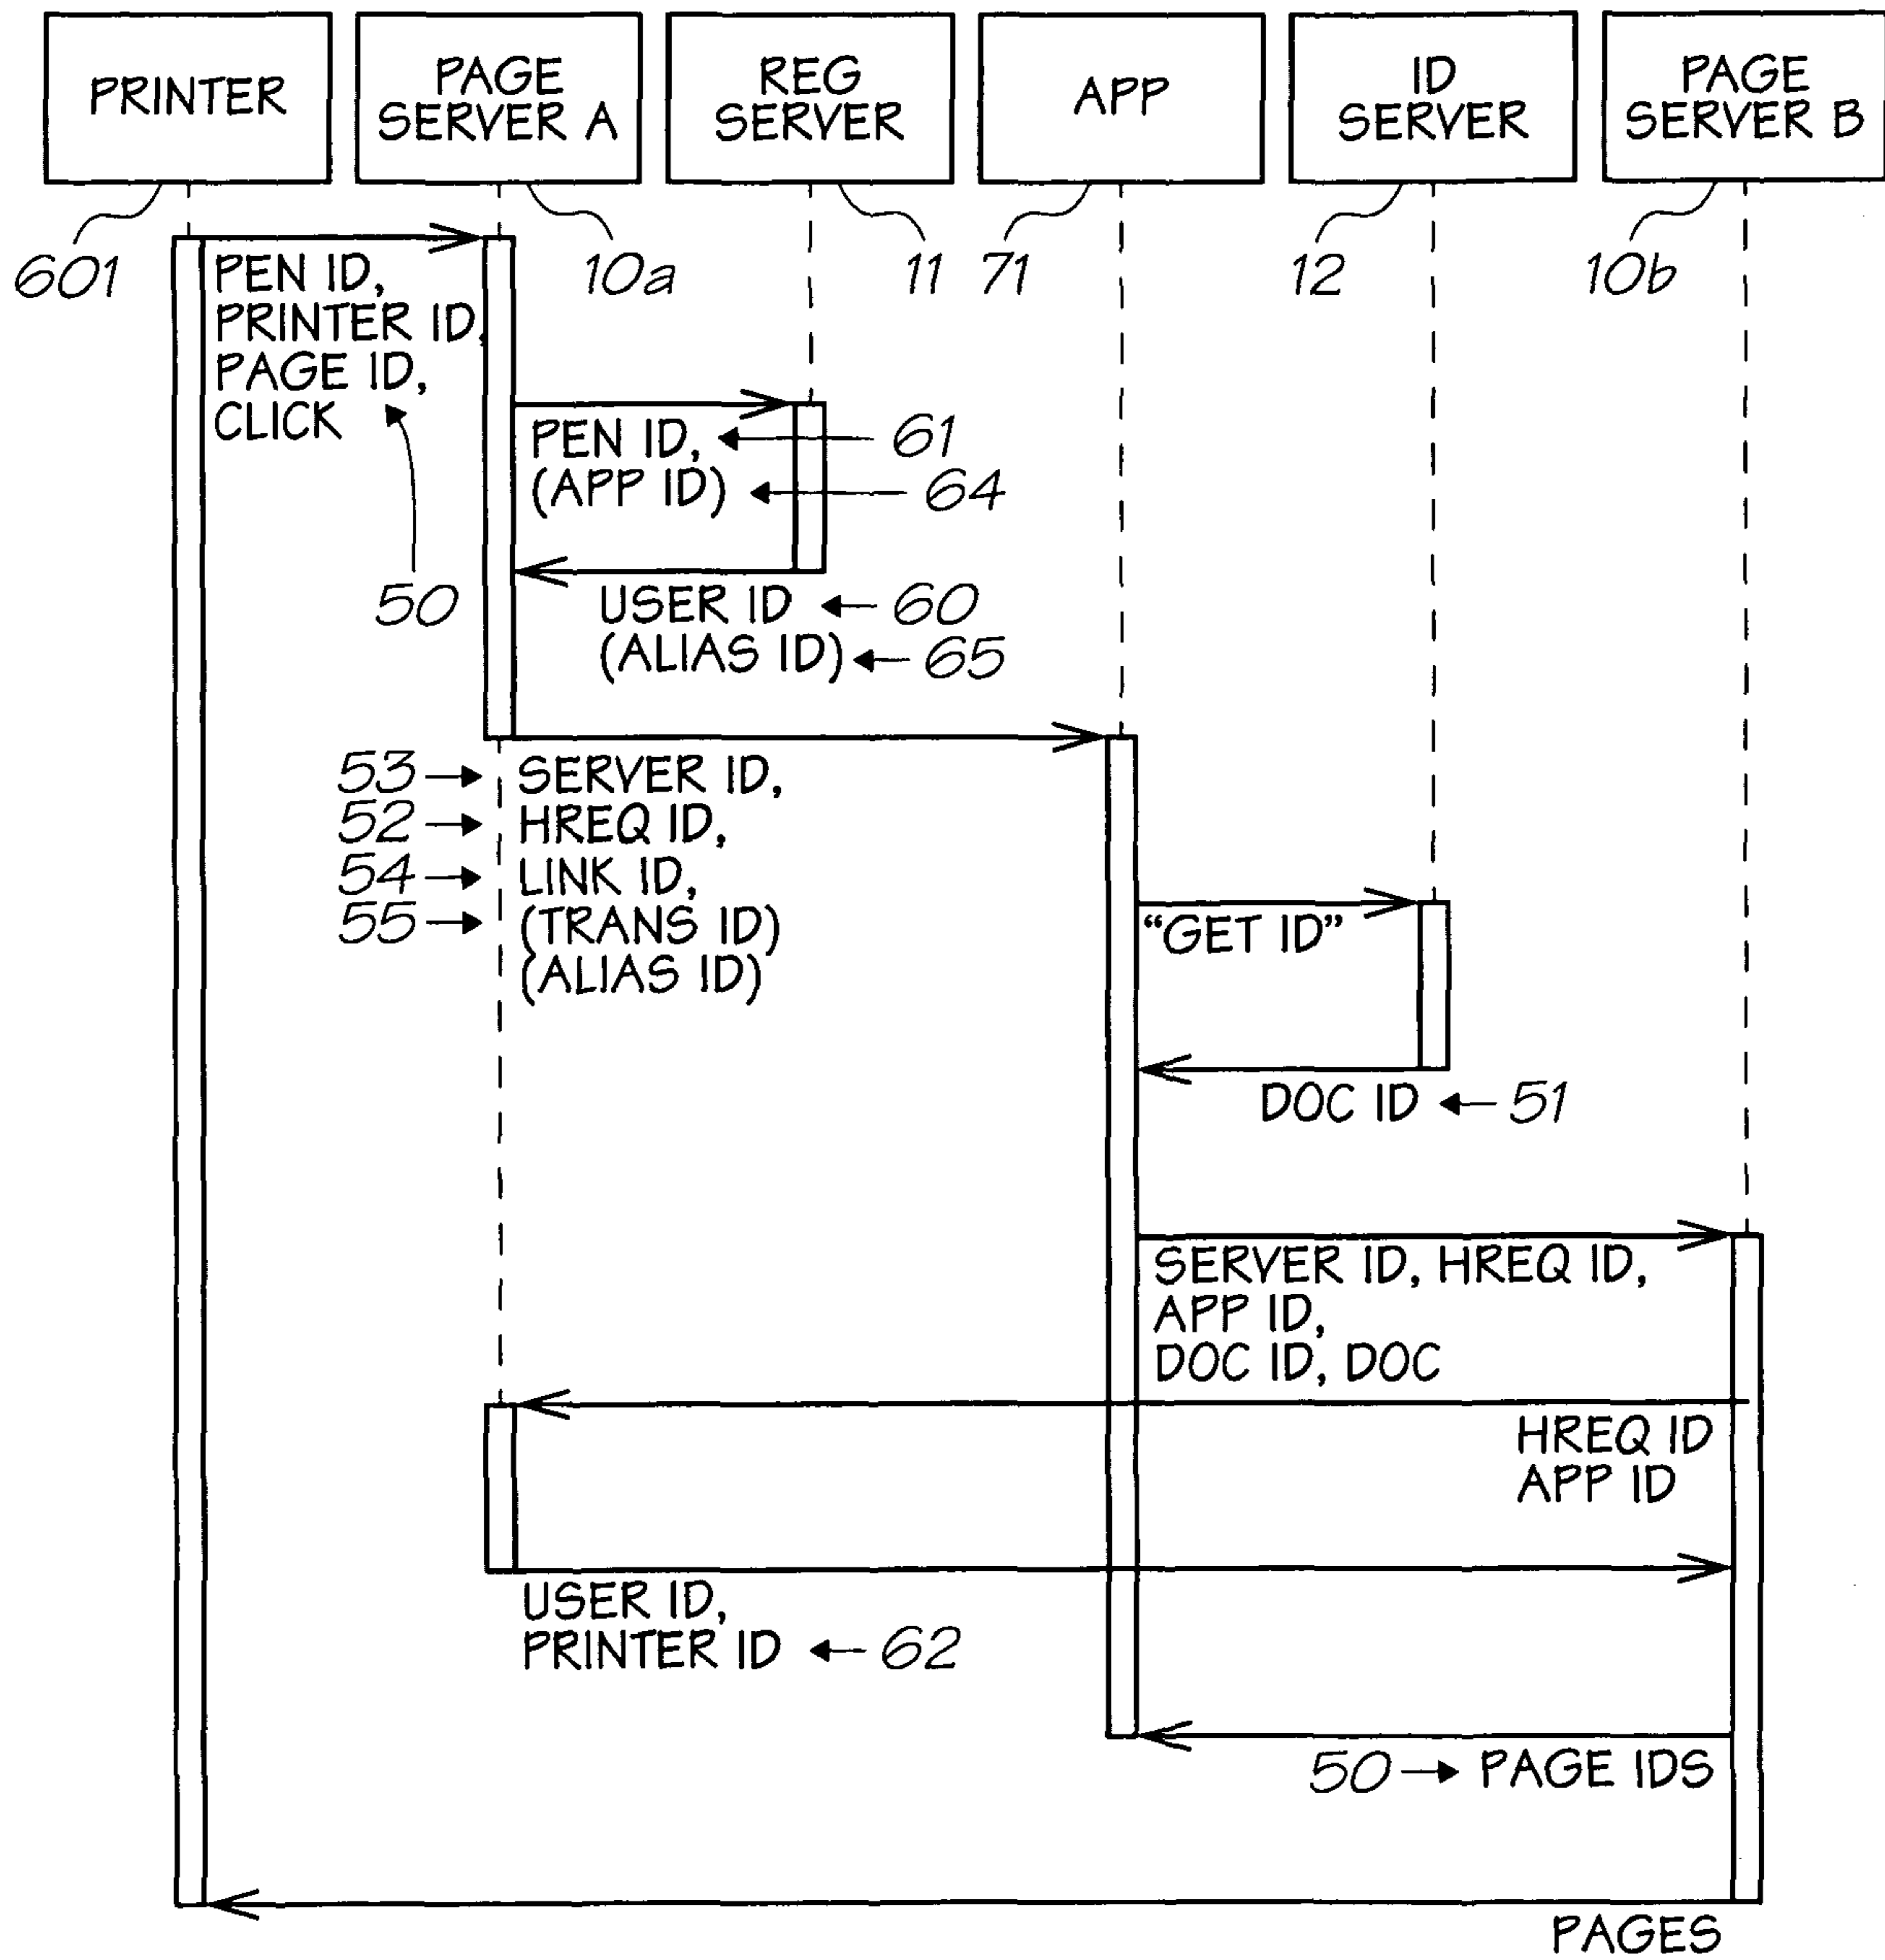 PRINTER
PAGE
SERVER A
REG
SERVER
APP
ID
SERVER
PAGE
SERVER B
601
10a
11
71
12
10b
PEN ID,
PRINTER ID,
PAGE ID,
CLICK
50
PEN ID,
(APP ID)
61
64
USER ID
(ALIAS ID)
60
65
53
52
54
55
SERVER ID,
HREQ ID,
LINK ID,
(TRANS ID)
(ALIAS ID)
“GET ID”
DOC ID
51
SERVER ID, HREQ ID,
APP ID,
DOC ID, DOC
HREQ ID
APP ID
USER ID,
PRINTER ID
62
50
PAGE IDS
PAGES